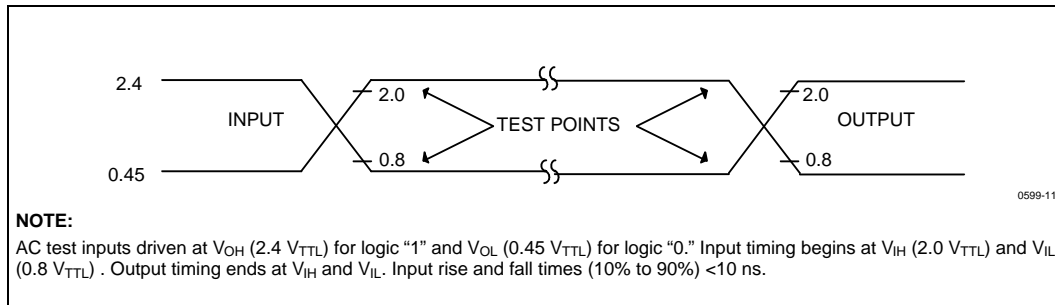 2.4
2.0
2.0
INPUT
TEST POINTS
OUTPUT
0.8
0.8
0.45
0599-11
NOTE:
AC test inputs driven at VOH (2.4 VTTL) for logic “1” and VOL (0.45 VTTL) for logic “0.” Input timing begins at VIH (2.0 VTTL) and VIL
(0.8 VTTL) . Output timing ends at VIH and VIL. Input rise and fall times (10% to 90%) <10 ns.